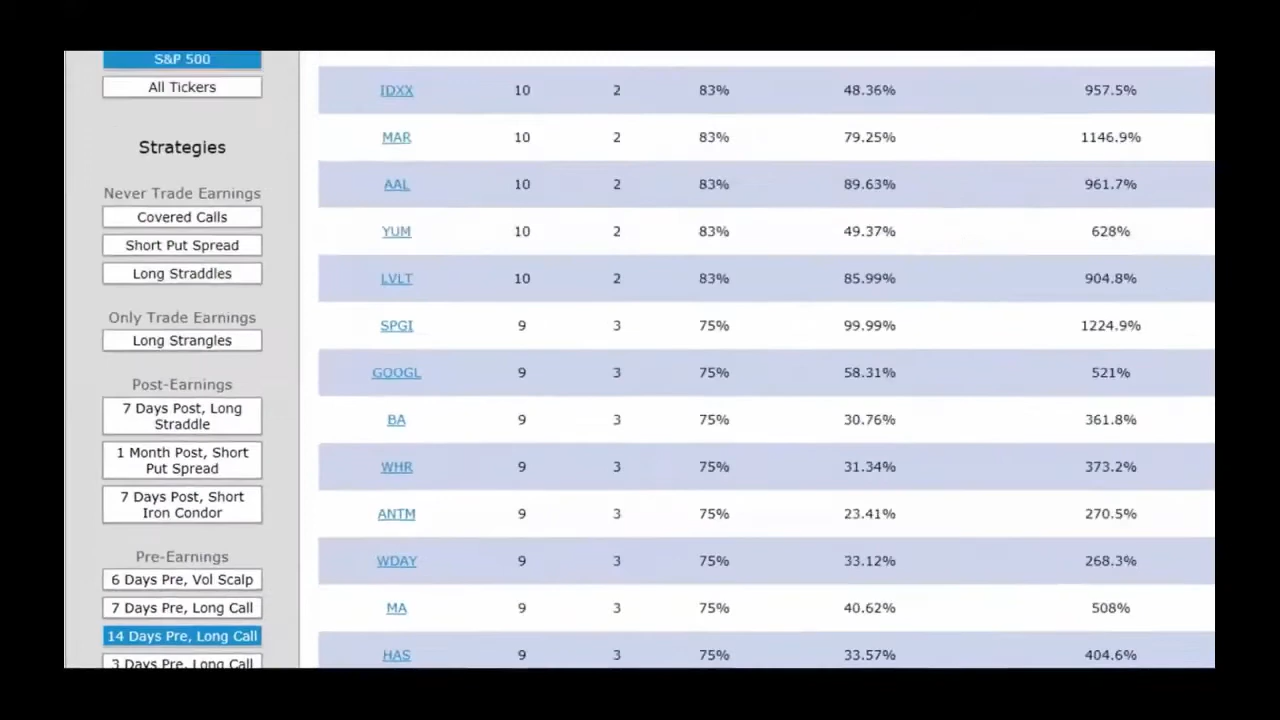 S&P 500
All Tickers
Strategies
Never Trade Earnings
Covered Calls
Short Put Spread
Long Straddles
Only Trade Earnings
Long Strangles
Post-Earnings
7 Days Post, Long
Straddle
1 Month Post, Short
Put Spread
7 Days Post, Short
Iron Condor
Pre-Earnings
6 Days Pre, Vol Scalp
7 Days Pre, Long Call
14 Days Pre, Long Call
3 Days Pre, Long Call
IDXX 10 2 83% 48.36% 957.5%
MAR 10 2 83% 79.25% 1146.9%
AAL 10 2 83% 89.63% 961.7%
YUM 10 2 83% 49.37% 628%
LVLT 10 2 83% 85.99% 904.8%
SPGI 9 3 75% 99.99% 1224.9%
GOOGL 9 3 75% 58.31% 521%
BA 9 3 75% 30.76% 361.8%
WHR 9 3 75% 31.34% 373.2%
ANTM 9 3 75% 23.41% 270.5%
WDAY 9 3 75% 33.12% 268.3%
MA 9 3 75% 40.62% 508%
HAS 9 3 75% 33.57% 404.6%